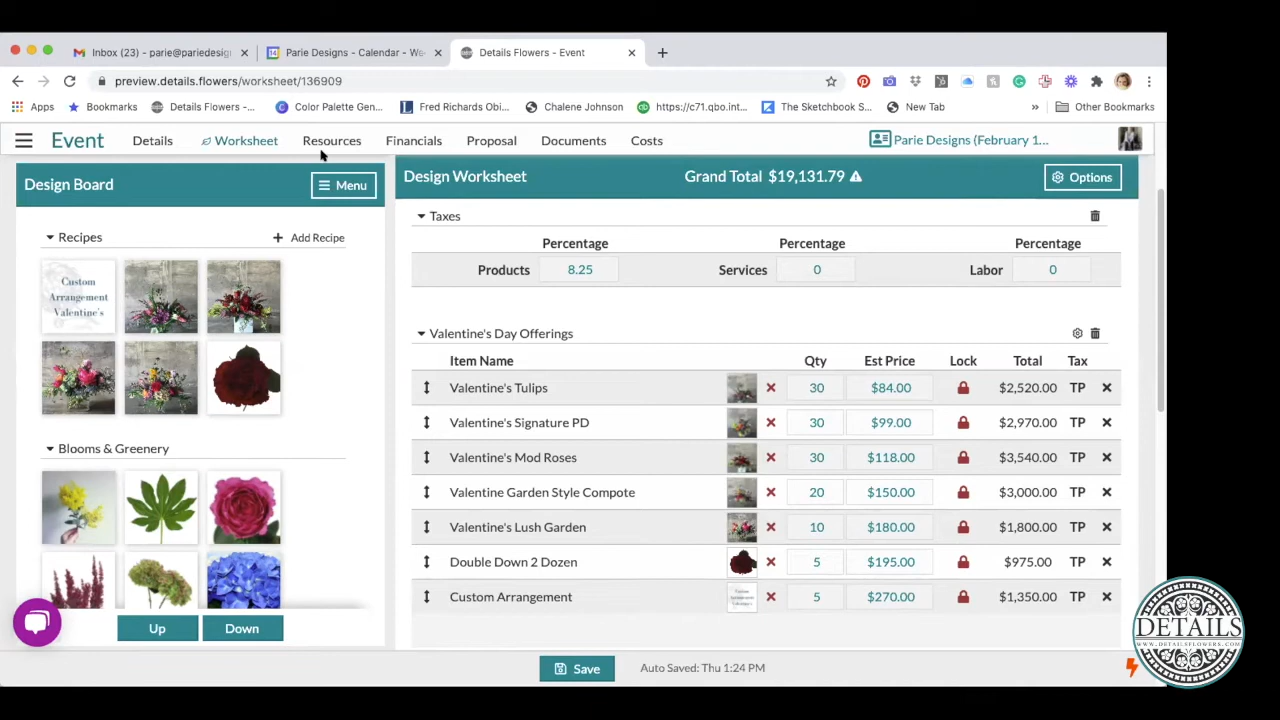 Inbox (23) - parie@pariedesig
Parie Designs - Calendar - We
Details Flowers - Event
preview.details.flowers/worksheet/136909
Apps
Bookmarks
Details Flowers -...
Color Palette Gen...
Fred Richards Obi...
Chalene Johnson
https://c71.qbo.int...
The Sketchbook S...
New Tab
»
Other Bookmarks
Event
Details
Worksheet
Resources
Financials
Proposal
Documents
Costs
Parie Designs (February 1...
Design Board
Menu
Design Worksheet
Grand Total $19,131.79
Options
Recipes
+ Add Recipe
Custom
Arrangement
Valentine's
Blooms & Greenery
Up
Down
Taxes
Percentage Percentage Percentage
Products 8.25 Services 0 Labor 0
Valentine's Day Offerings
Item Name Qty Est Price Lock Total Tax
Valentine's Tulips 30 $84.00 $2,520.00 TP
Valentine's Signature PD 30 $99.00 $2,970.00 TP
Valentine's Mod Roses 30 $118.00 $3,540.00 TP
Valentine Garden Style Compote 20 $150.00 $3,000.00 TP
Valentine's Lush Garden 10 $180.00 $1,800.00 TP
Double Down 2 Dozen 5 $195.00 $975.00 TP
Custom Arrangement 5 $270.00 $1,350.00 TP
Save
Auto Saved: Thu 1:24 PM
DETAILS
WWW.DETAILSFLOWERS.COM